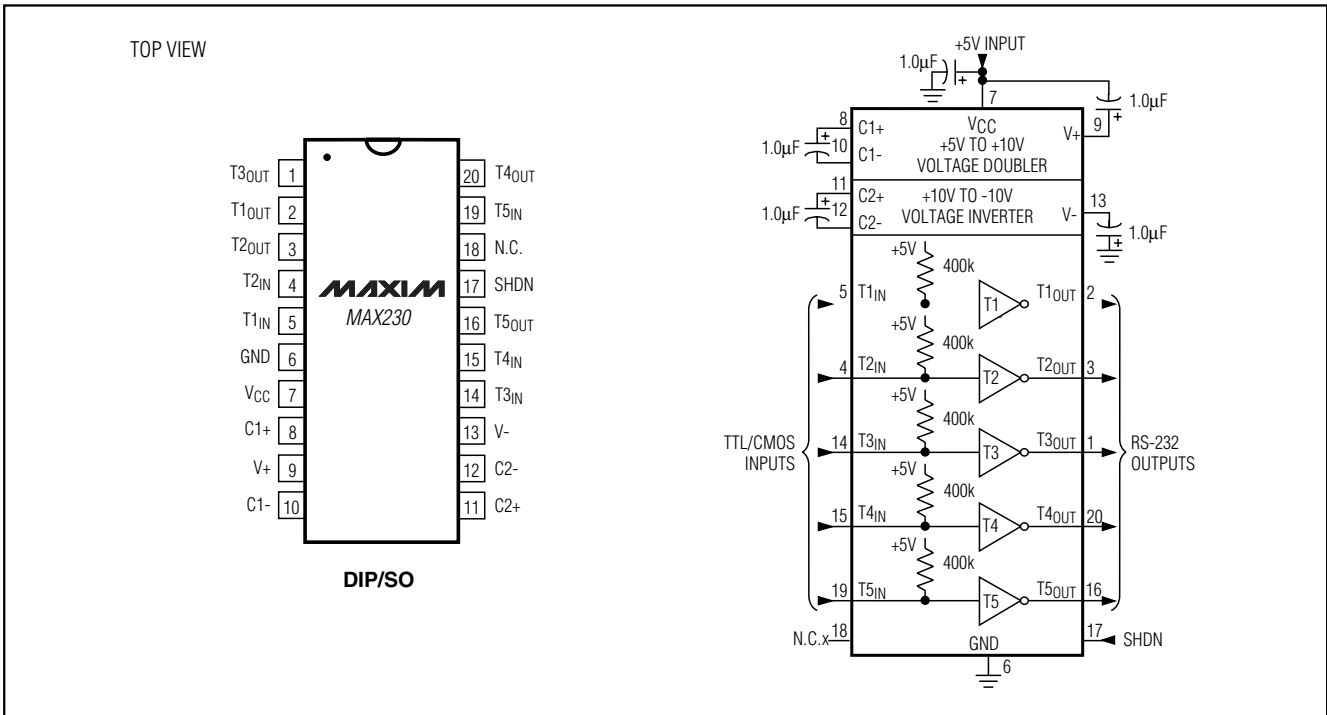 TOP VIEW
T3OUT 1
T1OUT 2
T2OUT 3
T2IN 4
T1IN 5
GND 6
VCC 7
C1+ 8
V+ 9
C1- 10
MAXIM
MAX230
20 T4OUT
19 T5IN
18 N.C.
17 SHDN
16 T5OUT
15 T4IN
14 T3IN
13 V-
12 C2-
11 C2+
DIP/SO
+5V INPUT
1.0µF
+
7
1.0µF
+
8 C1+
+
1.0µF
10 C1-
VCC
+5V TO +10V
VOLTAGE DOUBLER
V+ 9
11 C2+
+
1.0µF
12 C2-
+10V TO -10V
VOLTAGE INVERTER
V- 13
1.0µF
+
+5V
400k
5 T1IN
T1
T1OUT 2
+5V
400k
4 T2IN
T2
T2OUT 3
+5V
400k
14 T3IN
T3
T3OUT 1
+5V
400k
15 T4IN
T4
T4OUT 20
+5V
400k
19 T5IN
T5
T5OUT 16
TTL/CMOS
INPUTS
RS-232
OUTPUTS
N.C.x 18
GND
6
17 SHDN